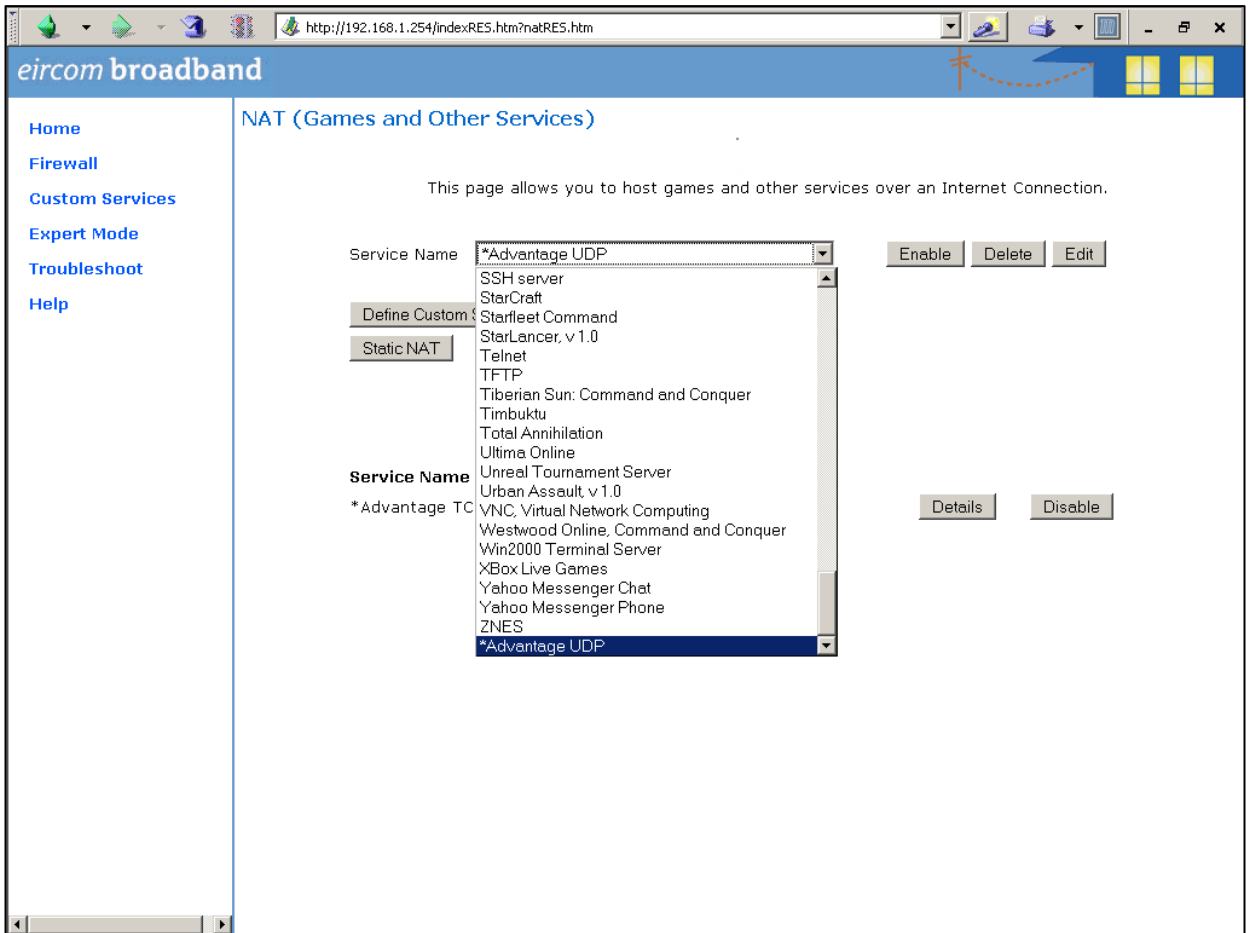 http://192.168.1.254/indexRES.htm?natRES.htm
eircom broadband
Home
Firewall
Custom Services
Expert Mode
Troubleshoot
Help
NAT (Games and Other Services)
This page allows you to host games and other services over an Internet Connection.
Service Name *Advantage UDP Enable Delete Edit
SSH server
StarCraft
Define Custom S
Starfleet Command
StarLancer, v 1.0
Static NAT
Telnet
TFTP
Tiberian Sun: Command and Conquer
Timbuktu
Total Annihilation
Ultima Online
Service Name
Unreal Tournament Server
Urban Assault, v 1.0
*Advantage TC
VNC, Virtual Network Computing
Details Disable
Westwood Online, Command and Conquer
Win2000 Terminal Server
XBox Live Games
Yahoo Messenger Chat
Yahoo Messenger Phone
ZNES
*Advantage UDP